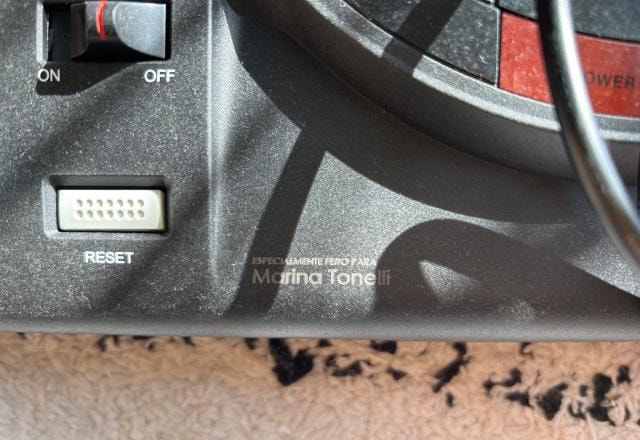 ON OFF
OWER
RESET
ESPECIALMENTE FEITO PARA
Marina Tonelli